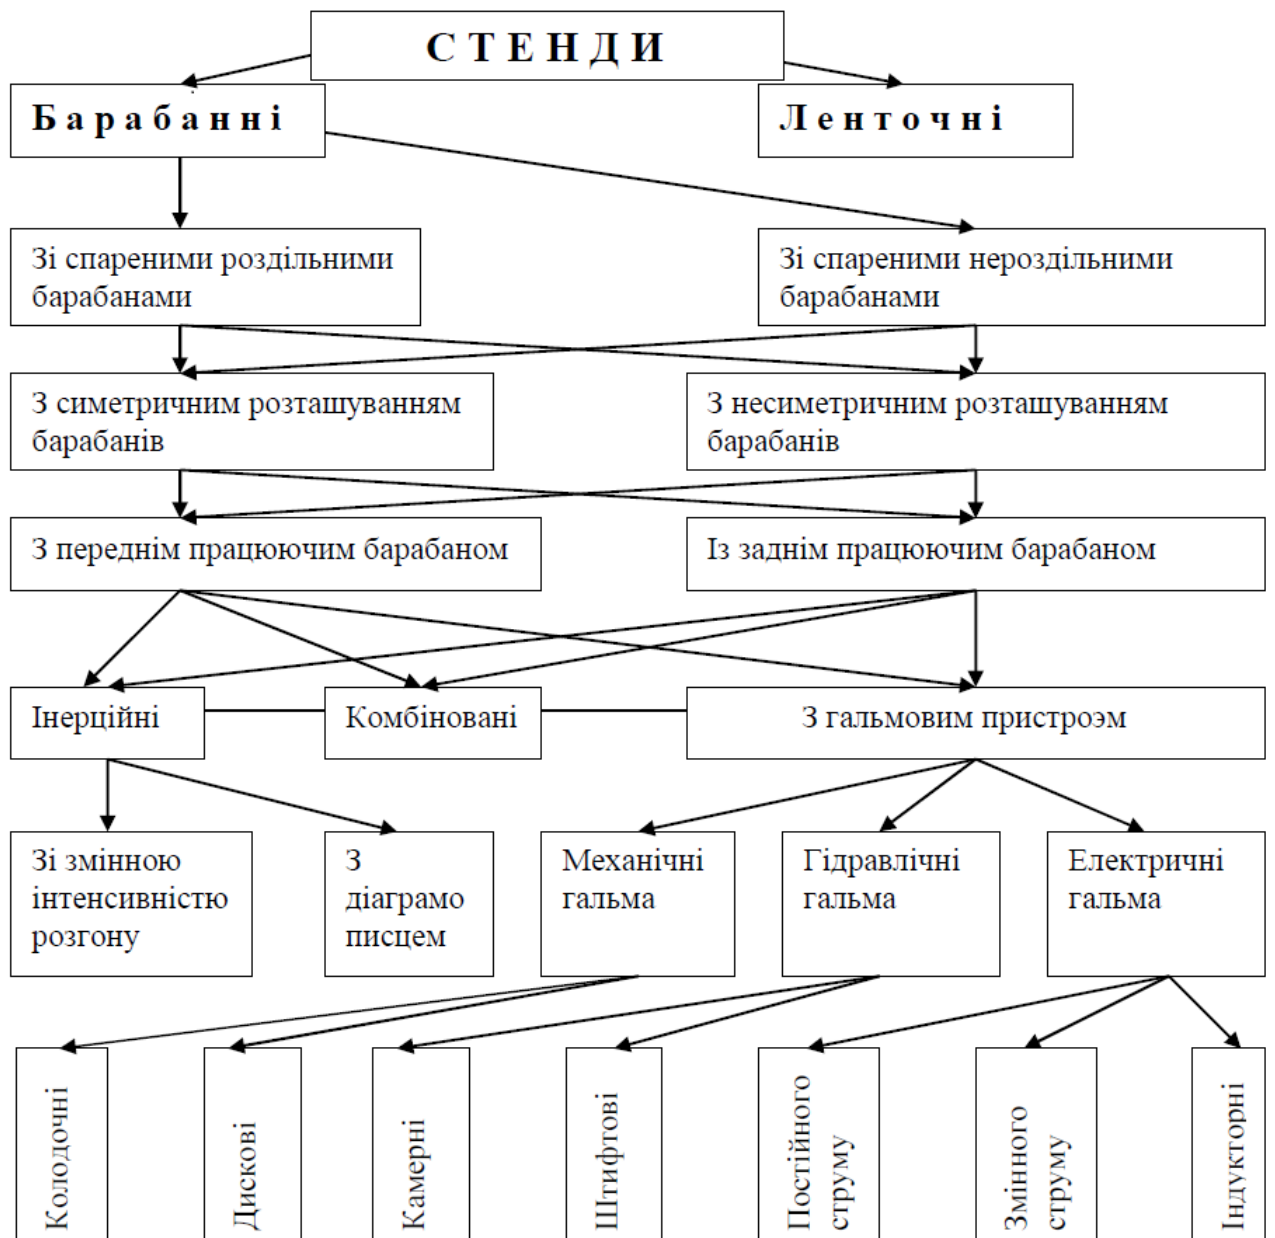 С Т Е Н Д И
Б а р а б а н н і
Л е н т о ч н і
Зі спареними роздільними
барабанами
Зі спареними нероздільними
барабанами
З симетричним розташуванням
барабанів
З несиметричним розташуванням
барабанів
З переднім працюючим барабаном
Із заднім працюючим барабаном
Інерційні
Комбіновані
З гальмовим пристроэм
Зі змінною
інтенсивністю
розгону
З
діаграмо
писцем
Механічні
гальма
Гідравлічні
гальма
Електричні
гальма
Колодочні
Дискові
Камерні
Штифтові
Постійного
струму
Змінного
струму
Індукторні